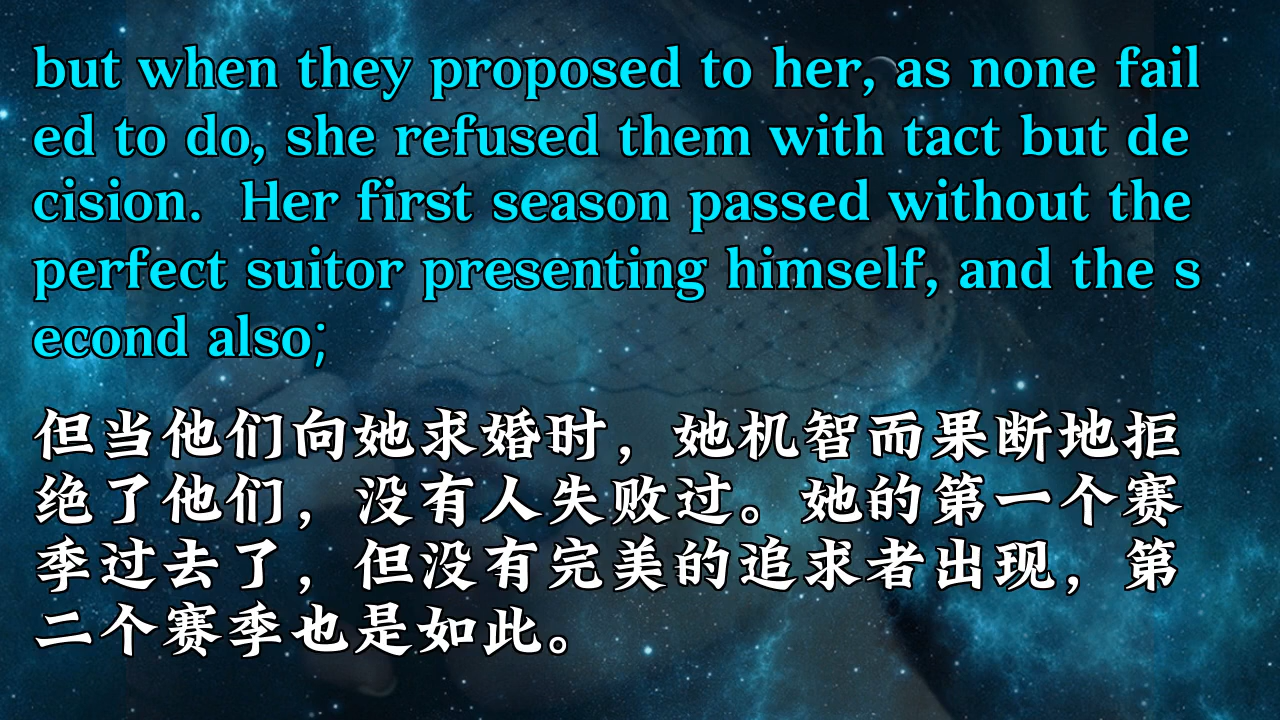 but when they proposed to her, as none fail
ed to do, she refused them with tact but de
cision.  Her first season passed without the
perfect suitor presenting himself, and the s
econd also;
但当他们向她求婚时，她机智而果断地拒
绝了他们，没有人失败过。她的第一个赛
季过去了，但没有完美的追求者出现，第
二个赛季也是如此。